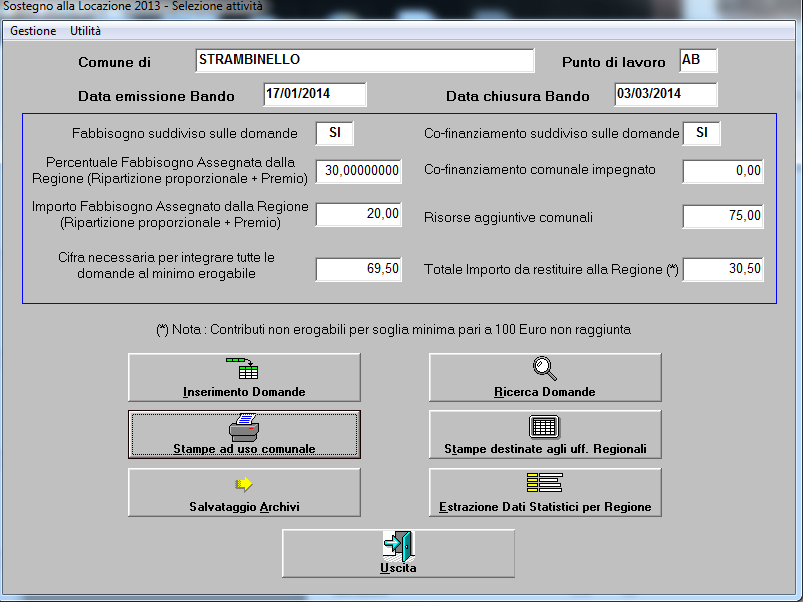 Sostegno alla Locazione 2013 - Selezione attività
Gestione Utilità
Comune di STRAMBINELLO Punto di lavoro AB
Data emissione Bando 17/01/2014 Data chiusura Bando 03/03/2014
Fabbisogno suddiviso sulle domande SI Co-finanziamento suddiviso sulle domande SI
Percentuale Fabbisogno Assegnata dalla
Regione (Ripartizione proporzionale + Premio) 30,00000000 Co-finanziamento comunale impegnato 0,00
Importo Fabbisogno Assegnato dalla Regione
(Ripartizione proporzionale + Premio) 20,00 Risorse aggiuntive comunali 75,00
Cifra necessaria per integrare tutte le
domande al minimo erogabile 69,50 Totale Importo da restituire alla Regione (*) 30,50
(*) Nota : Contributi non erogabili per soglia minima pari a 100 Euro non raggiunta
Inserimento Domande Ricerca Domande
Stampe ad uso comunale Stampe destinate agli uff. Regionali
Salvataggio Archivi Estrazione Dati Statistici per Regione
Uscita